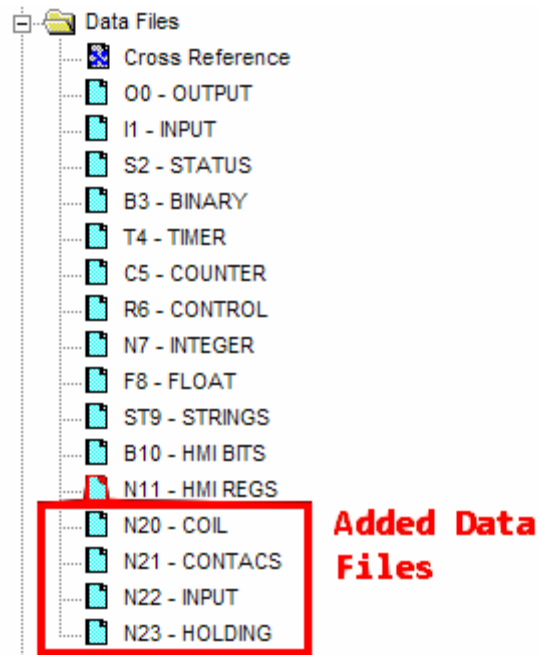 Data Files
Cross Reference
O0 - OUTPUT
I1 - INPUT
S2 - STATUS
B3 - BINARY
T4 - TIMER
C5 - COUNTER
R6 - CONTROL
N7 - INTEGER
F8 - FLOAT
ST9 - STRINGS
B10 - HMI BITS
N11 - HMI REGS
N20 - COIL
N21 - CONTACS
N22 - INPUT
N23 - HOLDING
Added Data
Files